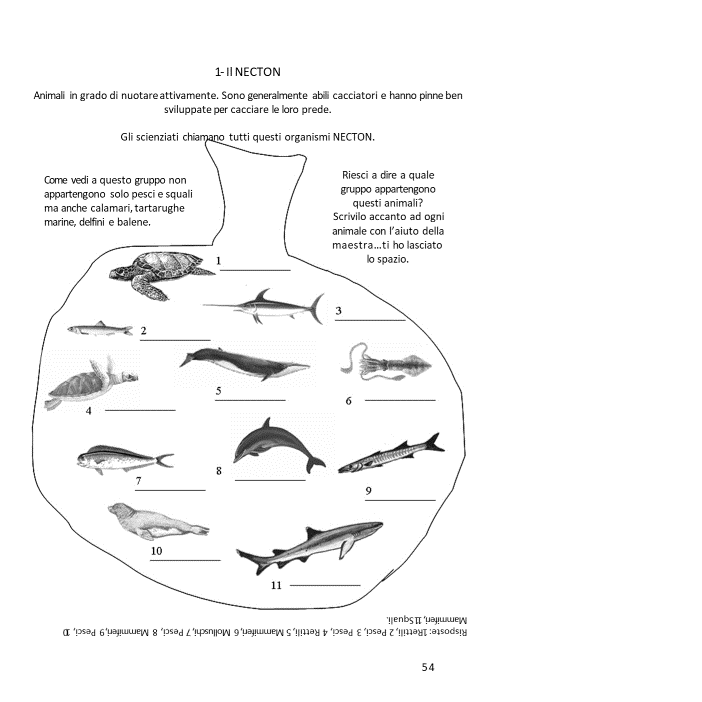 1- Il NECTON
Animali in grado di nuotare attivamente. Sono generalmente abili cacciatori e hanno pinne ben
sviluppate per cacciare le loro prede.
Gli scienziati chiamano tutti questi organismi NECTON.
Come vedi a questo gruppo non
appartengono solo pesci e squali
ma anche calamari, tartarughe
marine, delfini e balene.
Riesci a dire a quale
gruppo appartengono
questi animali?
Scrivilo accanto ad ogni
animale con l’aiuto della
maestra...ti ho lasciato
lo spazio.
1
2
3
4
5
6
7
8
9
10
11
Risposte: 1Rettili, 2 Pesci, 3 Pesci, 4 Rettili, 5 Mammiferi, 6 Molluschi, 7 Pesci, 8 Mammiferi, 9 Pesci, 10
Mammiferi, 11 Squali.
54